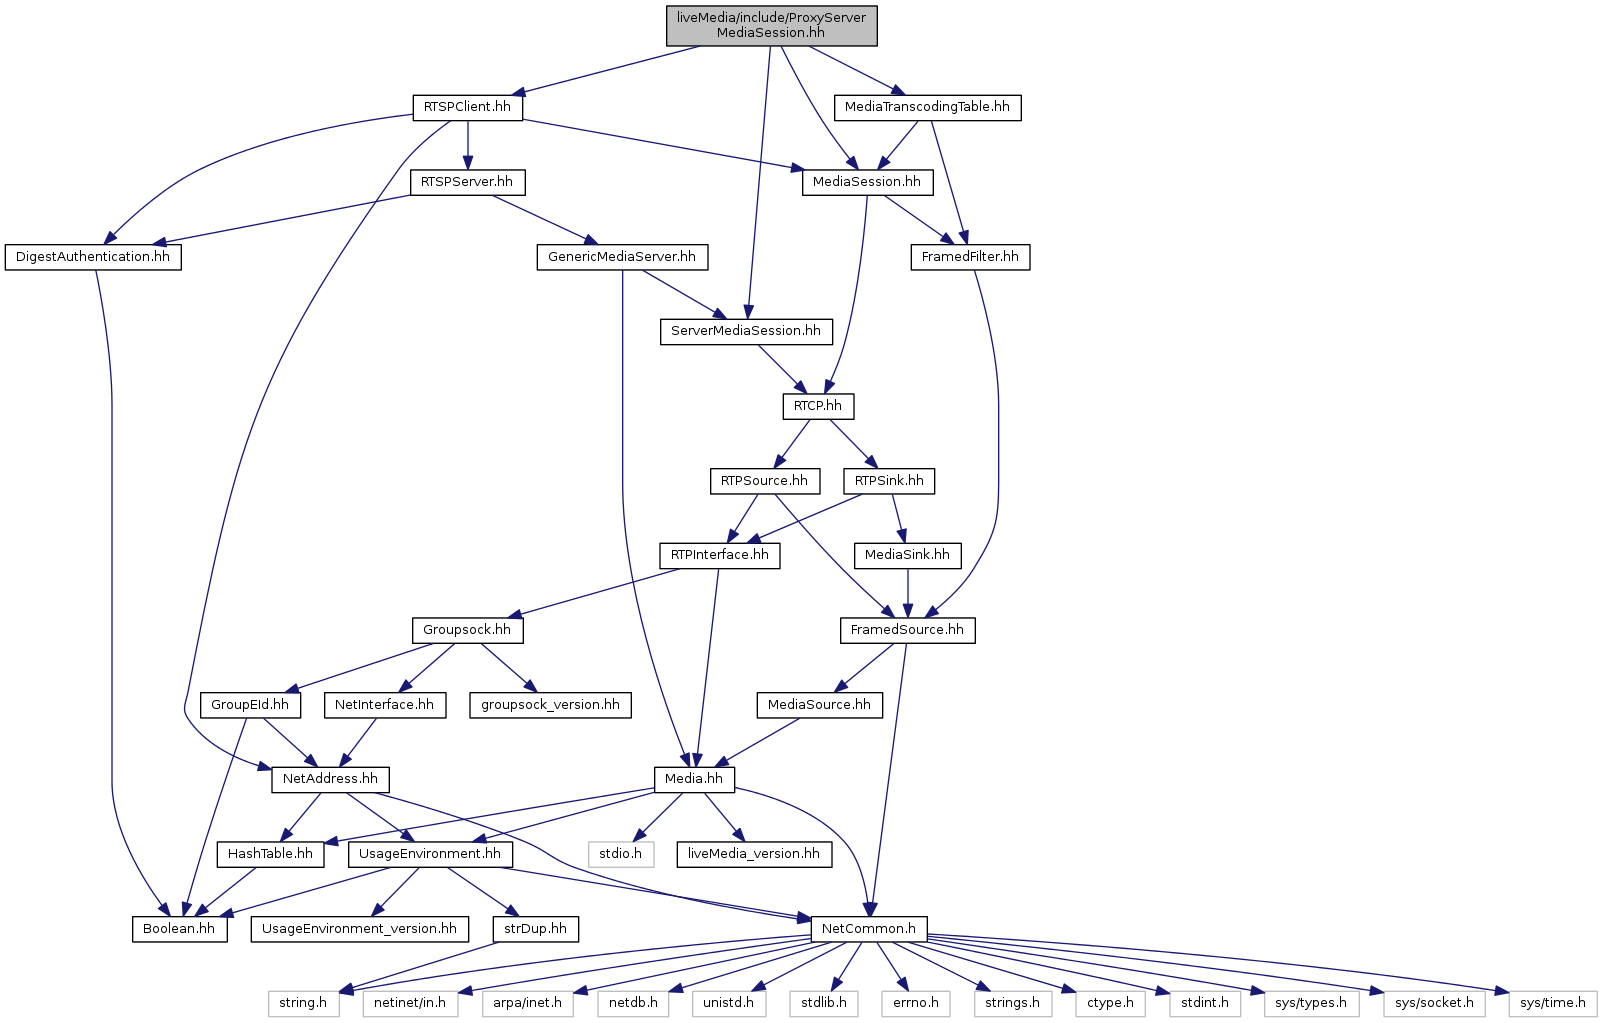 liveMedia/include/ProxyServer
MediaSession.hh
RTSPClient.hh
MediaTranscodingTable.hh
RTSPServer.hh
MediaSession.hh
DigestAuthentication.hh
GenericMediaServer.hh
FramedFilter.hh
ServerMediaSession.hh
RTCP.hh
RTPSource.hh
RTPSink.hh
RTPInterface.hh
MediaSink.hh
Groupsock.hh
FramedSource.hh
GroupEId.hh
NetInterface.hh
groupsock_version.hh
MediaSource.hh
NetAddress.hh
Media.hh
HashTable.hh
UsageEnvironment.hh
stdio.h
liveMedia_version.hh
Boolean.hh
UsageEnvironment_version.hh
strDup.hh
NetCommon.h
string.h
netinet/in.h
arpa/inet.h
netdb.h
unistd.h
stdlib.h
errno.h
strings.h
ctype.h
stdint.h
sys/types.h
sys/socket.h
sys/time.h